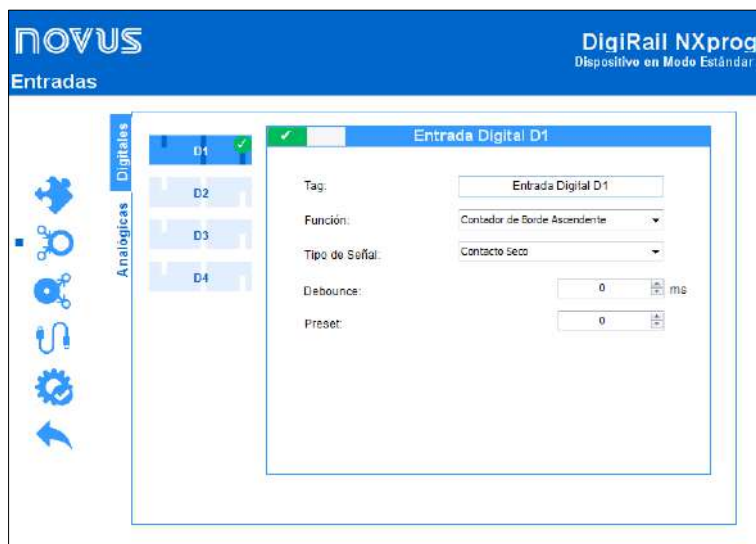 novus
DigiRail NXprog
Dispositivo en Modo Estándar
Entradas
Digitales
Analógicas
D1
D2
D3
D4
Entrada Digital D1
Tag: Entrada Digital D1
Función: Contador de Borde Ascendente
Tipo de Señal: Contacto Seco
Debounce: 0 ms
Preset: 0